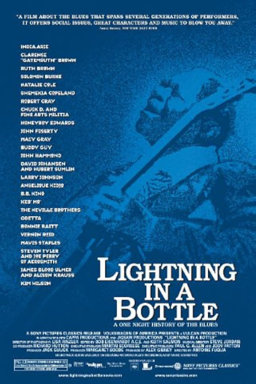 "A FILM ABOUT THE BLUES THAT SPANS SEVERAL GENERATIONS OF PERFORMERS,
IT OFFERS SOCIAL ISSUES, GREAT CHARACTERS AND MUSIC TO BLOW YOU AWAY."
INDIA.ARIE
CLARENCE
"GATEMOUTH" BROWN
RUTH BROWN
SOLOMON BURKE
NATALIE COLE
SHEMEKIA COPELAND
ROBERT CRAY
CHUCK D. AND
FINE ARTS MILITIA
HONEYBOY EDWARDS
JOHN FOGERTY
MACY GRAY
BUDDY GUY
JOHN HAMMOND
DAVID JOHANSEN
AND HUBERT SUMLIN
LARRY JOHNSON
ANGELIQUE KIDJO
B.B. KING
KEB' MO'
THE NEVILLE BROTHERS
ODETTA
BONNIE RAITT
VERNON REID
MAVIS STAPLES
STEVEN TYLER
AND JOE PERRY
OF AEROSMITH
JAMES BLOOD ULMER
AND ALISON KRAUSS
KIM WILSON
LIGHTNING
IN A
BOTTLE
A ONE NIGHT HISTORY OF THE BLUES